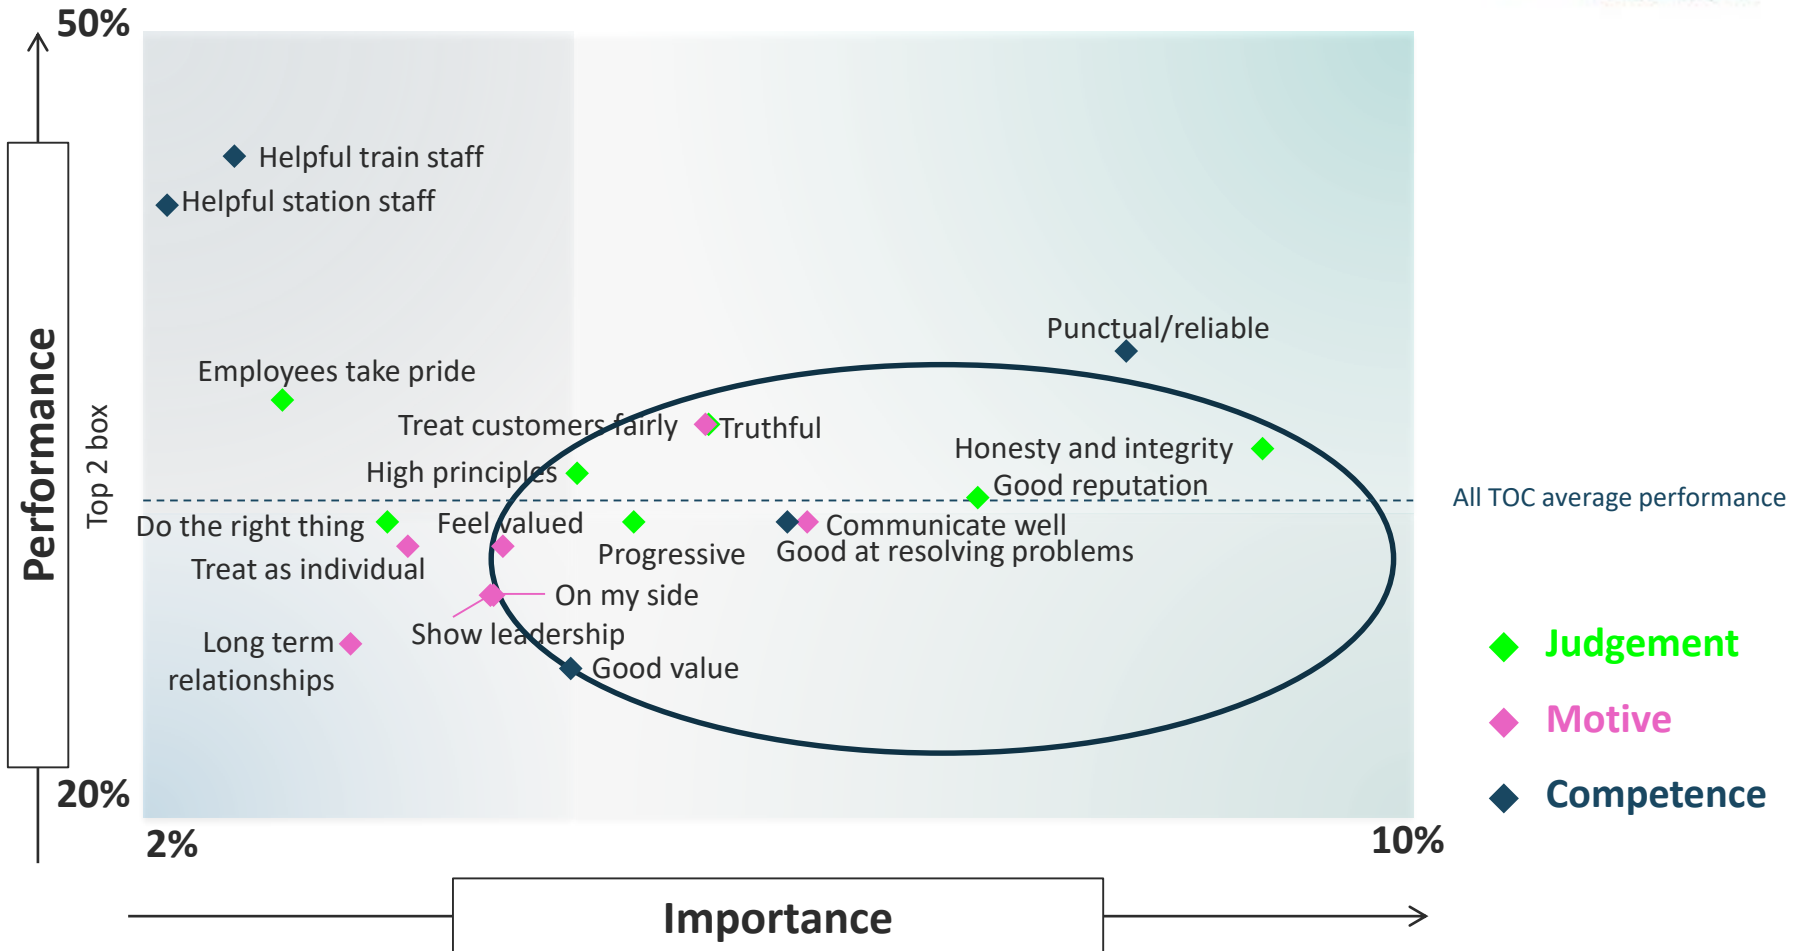 50%
Helpful train staff
Helpful station staff
Punctual/reliable
Employees take pride
Treat customers fairly
Truthful
Honesty and integrity
High principles
Good reputation
All TOC average performance
Do the right thing
Feel valued
Communicate well
Progressive
Good at resolving problems
Treat as individual
On my side
Show leadership
Long term
relationships
Good value
Performance
Top 2 box
Judgement
Motive
Competence
20%
2%
10%
Importance